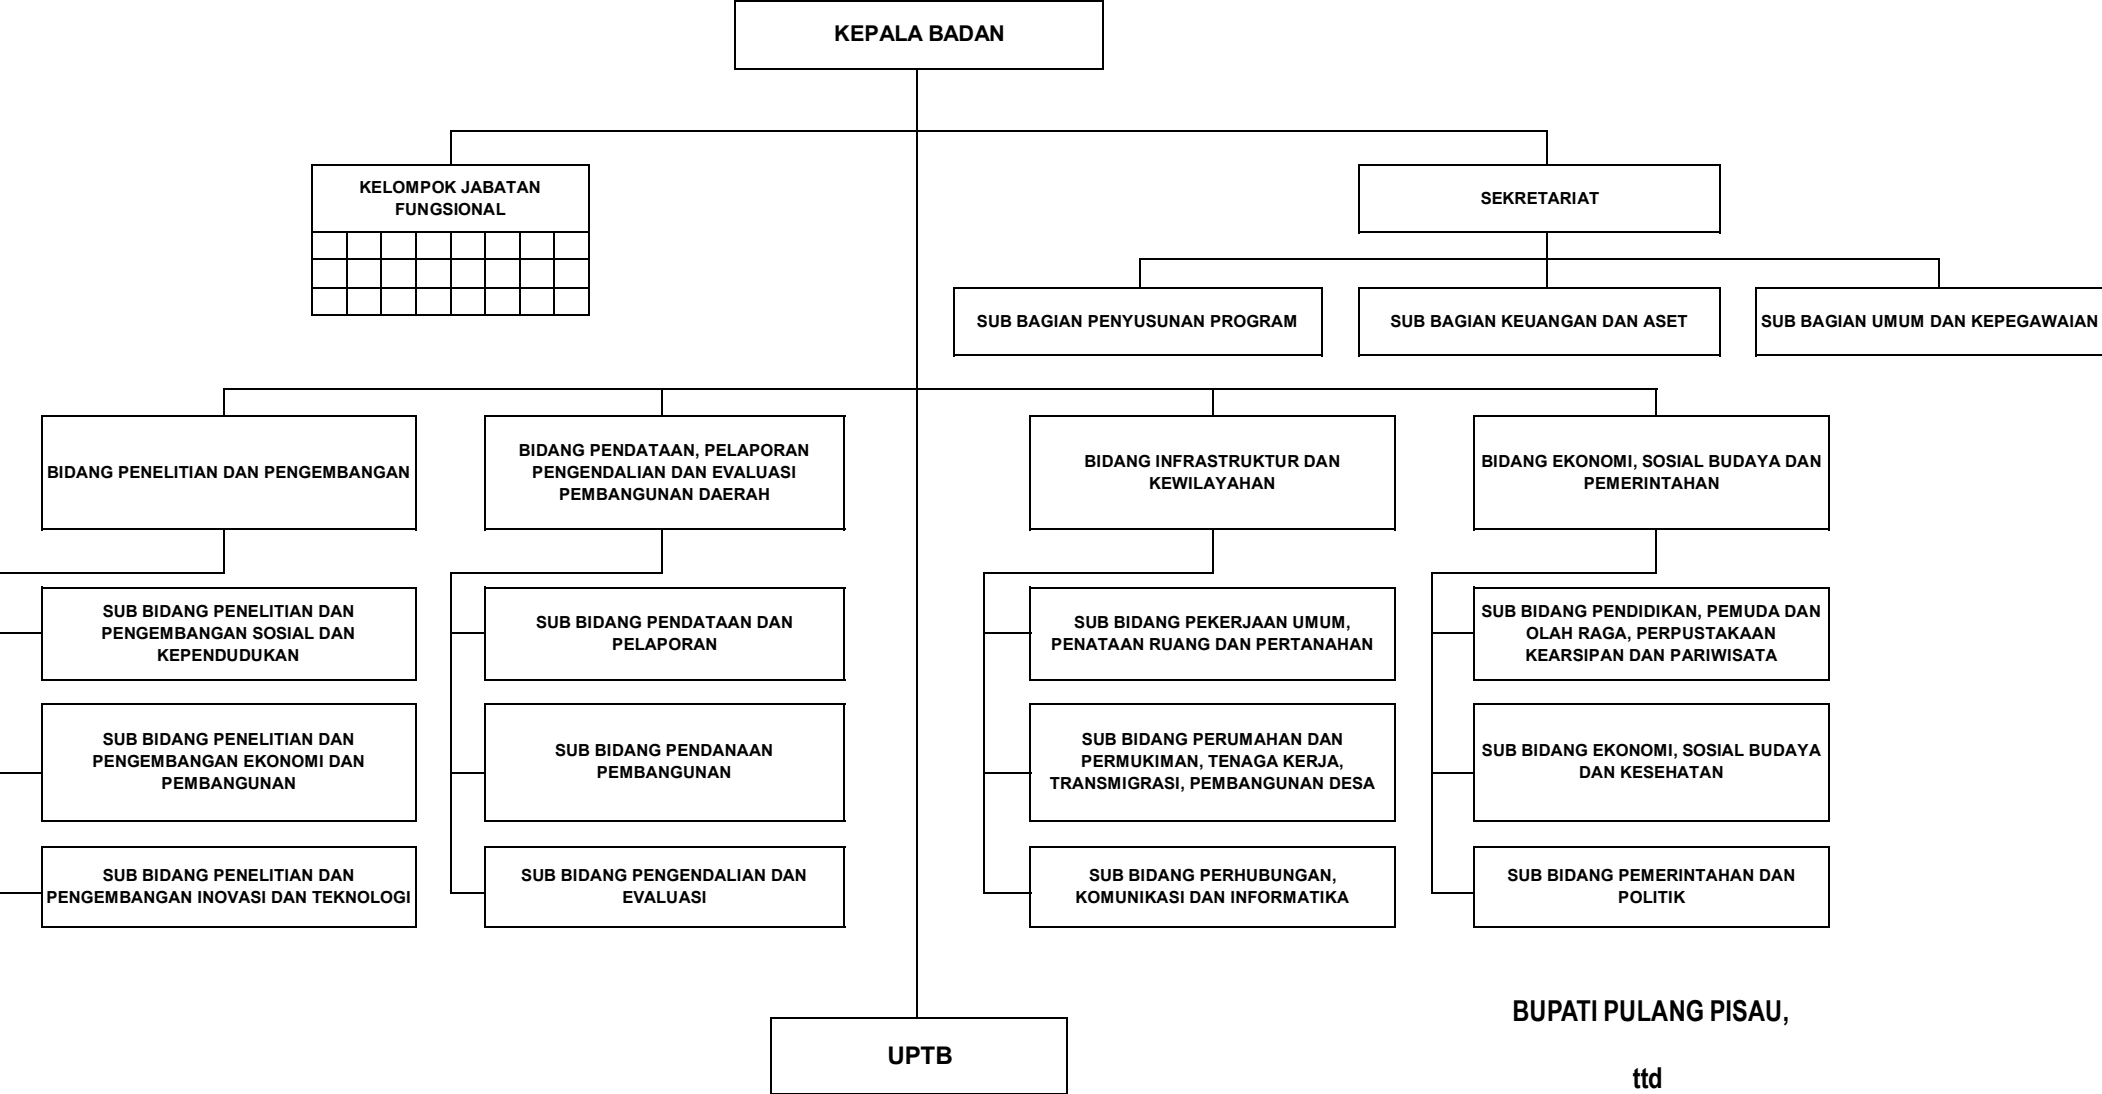 KEPALA BADAN
KELOMPOK JABATAN
FUNGSIONAL
SEKRETARIAT
SUB BAGIAN PENYUSUNAN PROGRAM
SUB BAGIAN KEUANGAN DAN ASET
SUB BAGIAN UMUM DAN KEPEGAWAIAN
BIDANG PENELITIAN DAN PENGEMBANGAN
BIDANG PENDATAAN, PELAPORAN
PENGENDALIAN DAN EVALUASI
PEMBANGUNAN DAERAH
BIDANG INFRASTRUKTUR DAN
KEWILAYAHAN
BIDANG EKONOMI, SOSIAL BUDAYA DAN
PEMERINTAHAN
SUB BIDANG PENELITIAN DAN
PENGEMBANGAN SOSIAL DAN
KEPENDUDUKAN
SUB BIDANG PENDATAAN DAN
PELAPORAN
SUB BIDANG PEKERJAAN UMUM,
PENATAAN RUANG DAN PERTANAHAN
SUB BIDANG PENDIDIKAN, PEMUDA DAN
OLAH RAGA, PERPUSTAKAAN
KEARSIPAN DAN PARIWISATA
SUB BIDANG PENELITIAN DAN
PENGEMBANGAN EKONOMI DAN
PEMBANGUNAN
SUB BIDANG PENDANAAN
PEMBANGUNAN
SUB BIDANG PERUMAHAN DAN
PERMUKIMAN, TENAGA KERJA,
TRANSMIGRASI, PEMBANGUNAN DESA
SUB BIDANG EKONOMI, SOSIAL BUDAYA
DAN KESEHATAN
SUB BIDANG PENELITIAN DAN
PENGEMBANGAN INOVASI DAN TEKNOLOGI
SUB BIDANG PENGENDALIAN DAN
EVALUASI
SUB BIDANG PERHUBUNGAN,
KOMUNIKASI DAN INFORMATIKA
SUB BIDANG PEMERINTAHAN DAN
POLITIK
UPTB
BUPATI PULANG PISAU,
ttd